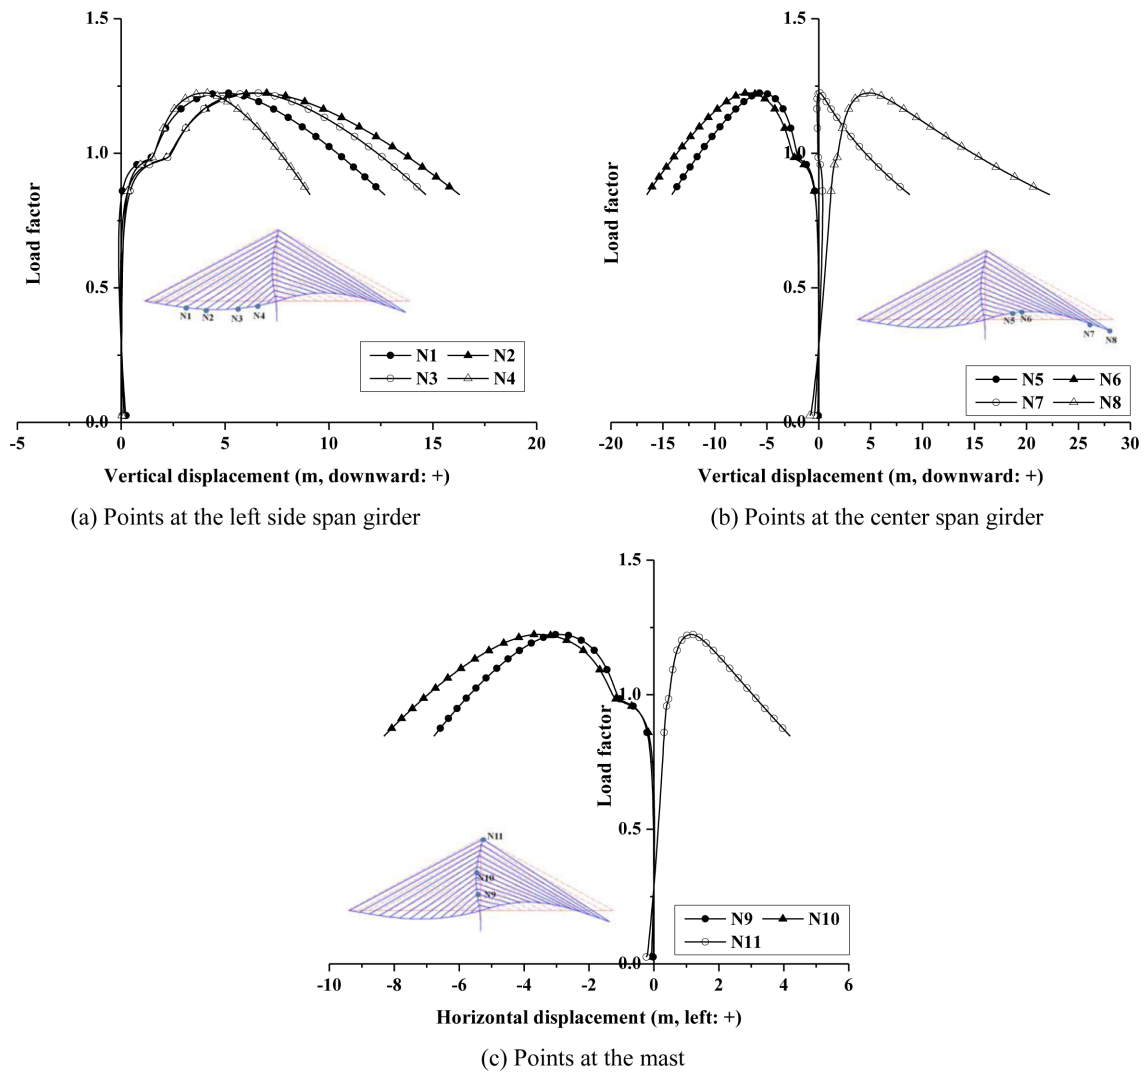 1.5
1.0
0.5
0.0
Load factor
N1 N2 N3 N4
N1 N2
N3 N4
-5 0 5 10 15 20
Vertical displacement (m, downward: +)
(a) Points at the left side span girder
1.5
1.0
0.5
0.0
Load factor
N5 N6 N7 N8
N5 N6
N7 N8
-20 -15 -10 -5 0 5 10 15 20 25 30
Vertical displacement (m, downward: +)
(b) Points at the center span girder
1.5
1.0
0.5
0.0
Load factor
N11
N10
N9
N9 N10
N11
-10 -8 -6 -4 -2 0 2 4 6
Horizontal displacement (m, left: +)
(c) Points at the mast